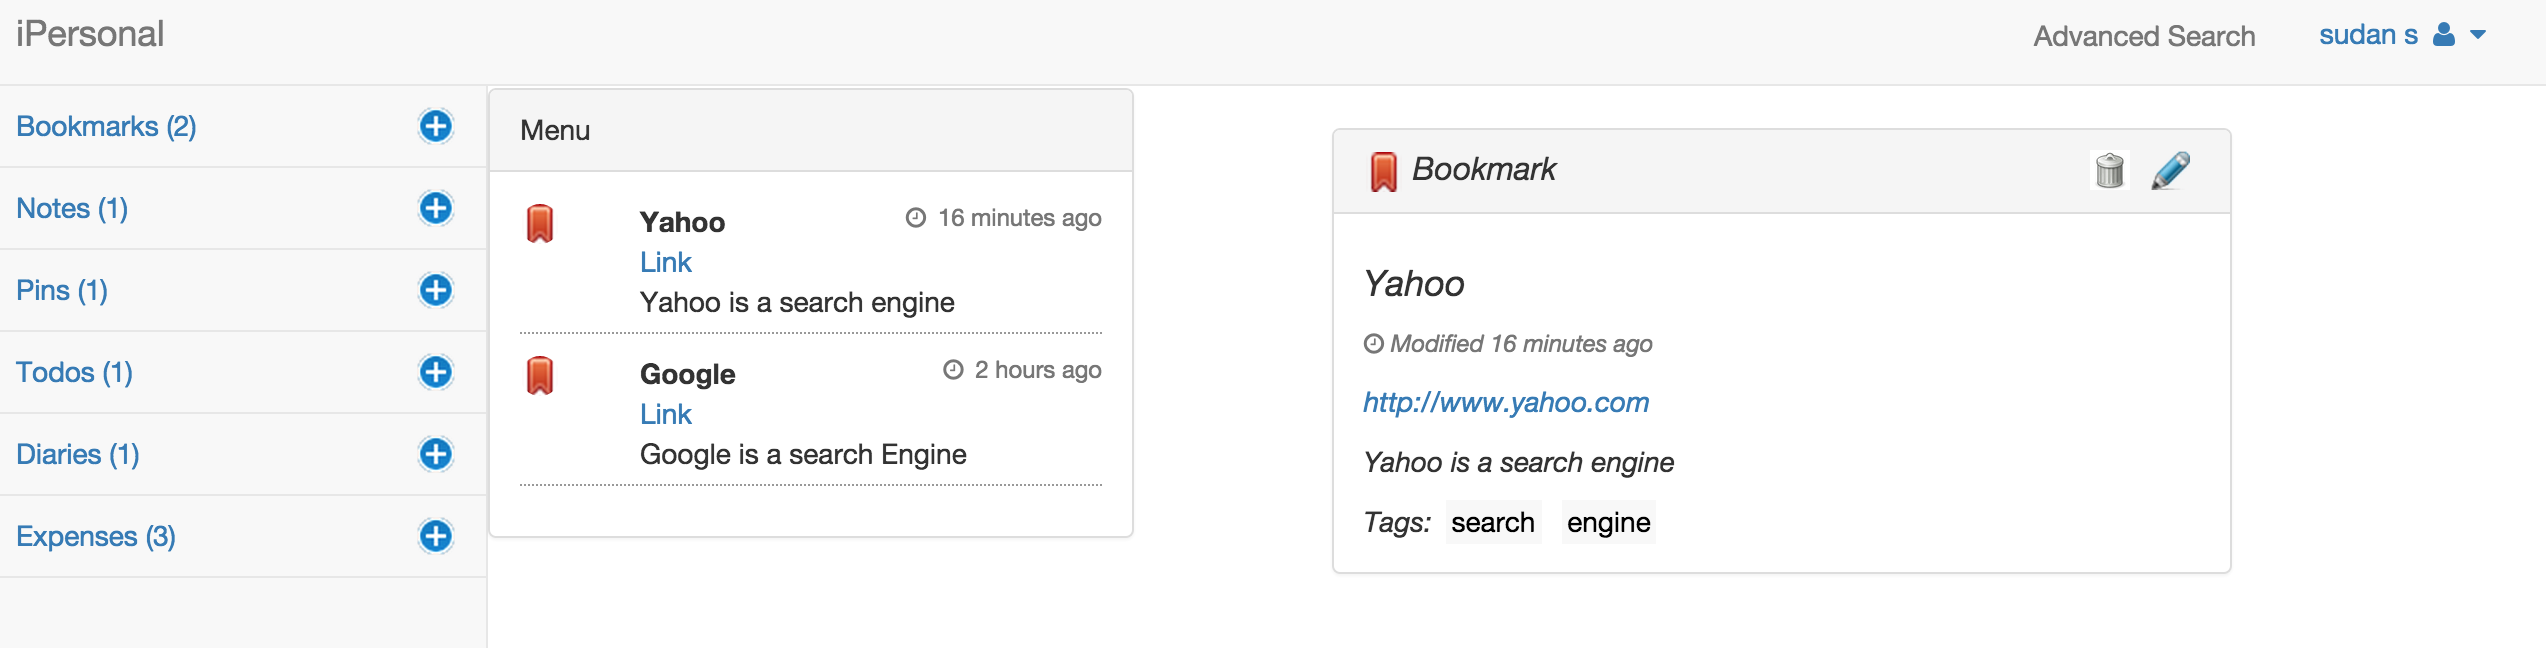 iPersonal
Advanced Search
sudan s
Bookmarks (2)
Notes (1)
Pins (1)
Todos (1)
Diaries (1)
Expenses (3)
Menu
Yahoo
16 minutes ago
Link
Yahoo is a search engine
Google
2 hours ago
Link
Google is a search Engine
Bookmark
Yahoo
Modified 16 minutes ago
http://www.yahoo.com
Yahoo is a search engine
Tags: search engine